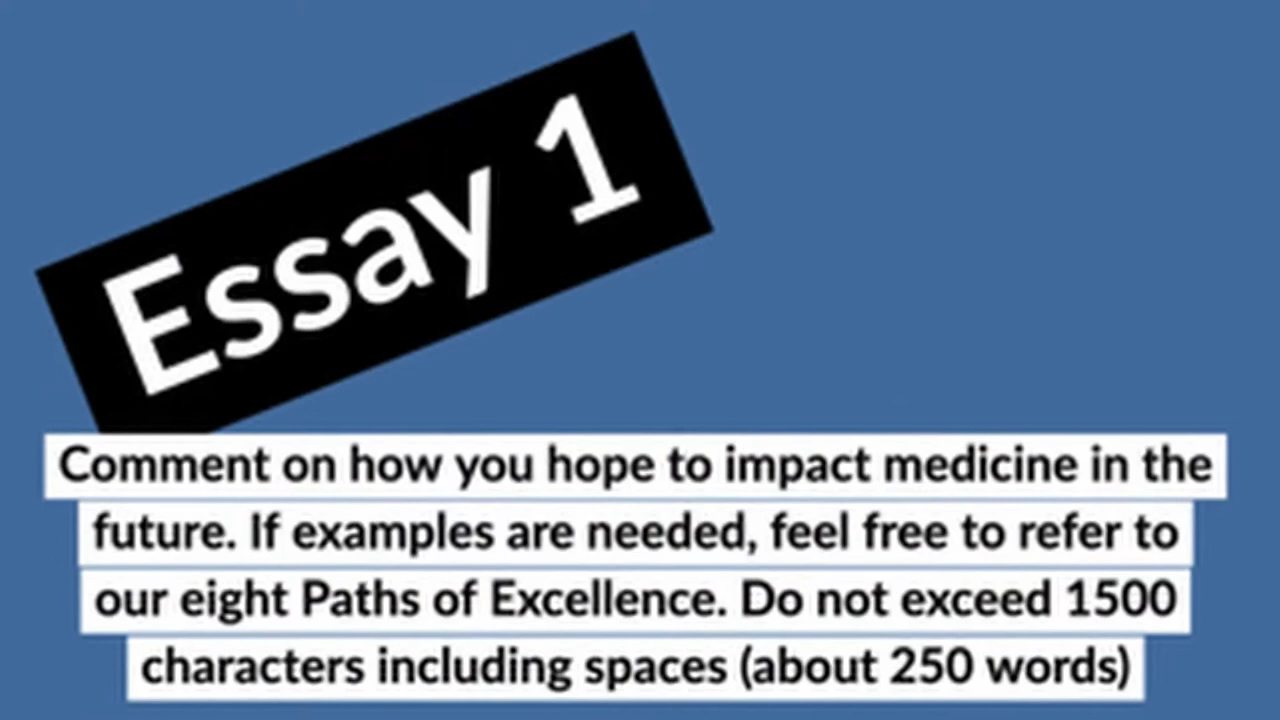 Essay 1
Comment on how you hope to impact medicine in the
future. If examples are needed, feel free to refer to
our eight Paths of Excellence. Do not exceed 1500
characters including spaces (about 250 words)